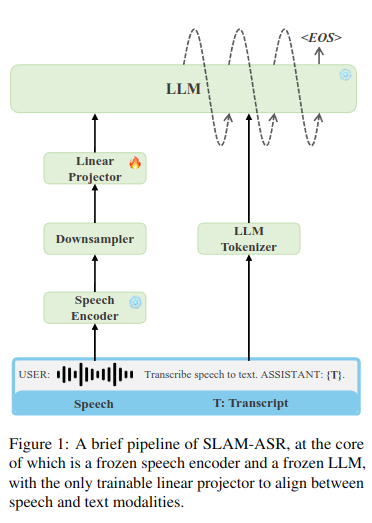 <EOS>
LLM
Linear
Projector
Downsampler
LLM
Tokenizer
Speech
Encoder
USER: Transcribe speech to text. ASSISTANT: {T}.
Speech T: Transcript
Figure 1: A brief pipeline of SLAM-ASR, at the core
of which is a frozen speech encoder and a frozen LLM,
with the only trainable linear projector to align between
speech and text modalities.